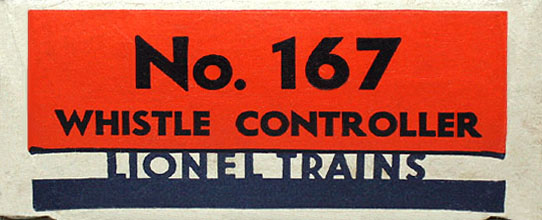 No. 167
WHISTLE CONTROLLER
LIONEL TRAINS